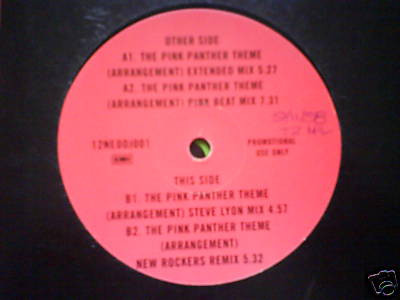 OTHER SIDE
A1. THE PINK PANTHER THEME
(ARRANGEMENT) EXTENDED MIX 5.27
A2. THE PINK PANTHER THEME
(ARRANGEMENT) PINK BEAT MIX 7.31
12NEDDJ001
EMI
PROMOTIONAL
USE ONLY
THIS SIDE
B1. THE PINK PANTHER THEME
(ARRANGEMENT) STEVE LYON MIX 4.57
B2. THE PINK PANTHER THEME
(ARRANGEMENT)
NEW ROCKERS REMIX 5.32